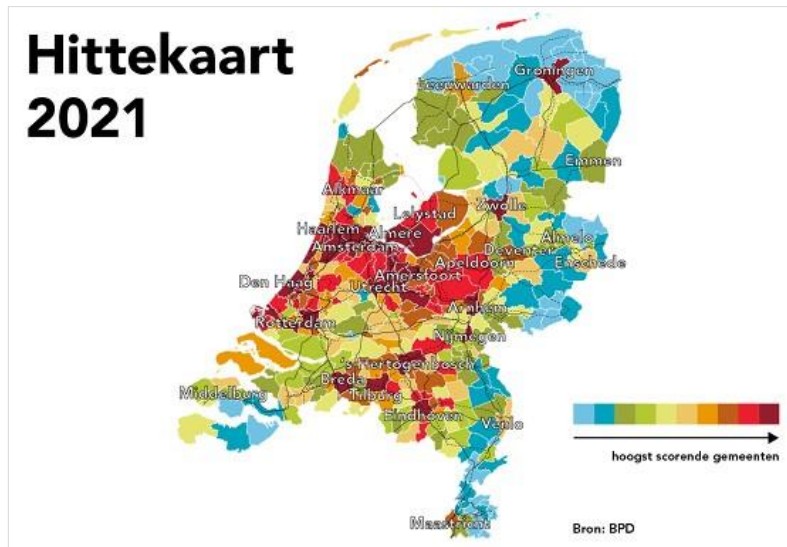 Hittekaart
2021
Groningen
Leeuwarden
Emmen
Alkmaar
Zwolle
Lelystad
Haarlem
Almere
Almelo
Amsterdam
Deventer
Enschede
Apeldoorn
Amersfoort
Den Haag
Utrecht
Arnhem
Rotterdam
Nijmegen
's Hertogenbosch
Breda
Middelburg
Tilburg
Eindhoven
Venlo
hoogst scorende gemeenten
Maastricht
Bron: BPD